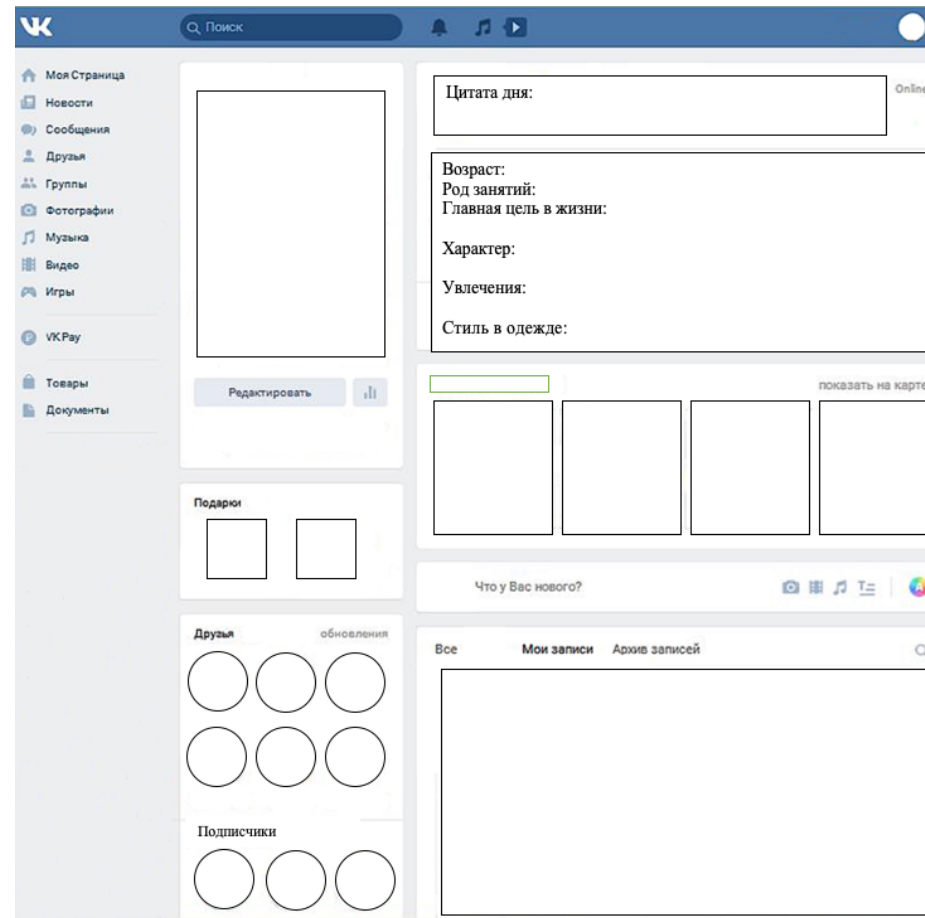 Поиск
Моя Страница
Новости
Сообщения
Друзья
Группы
Фотографии
Музыка
Видео
Игры
VK Pay
Товары
Документы
Редактировать
Подарки
Друзья обновления
Подписчики
Цитата дня:
Online
Возраст:
Род занятий:
Главная цель в жизни:
Характер:
Увлечения:
Стиль в одежде:
показать на карте
Что у Вас нового?
Все Мои записи Архив записей